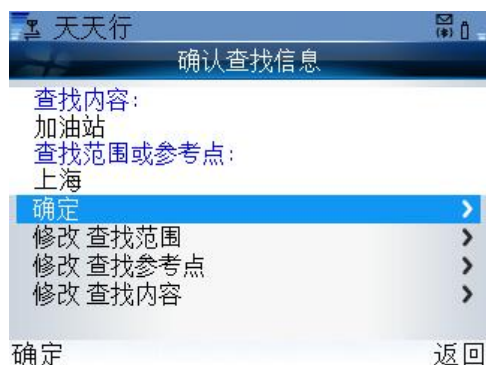 天天行
确认查找信息
查找内容:
加油站
查找范围或参考点:
上海
确定
修改 查找范围
修改 查找参考点
修改 查找内容
确定 返回